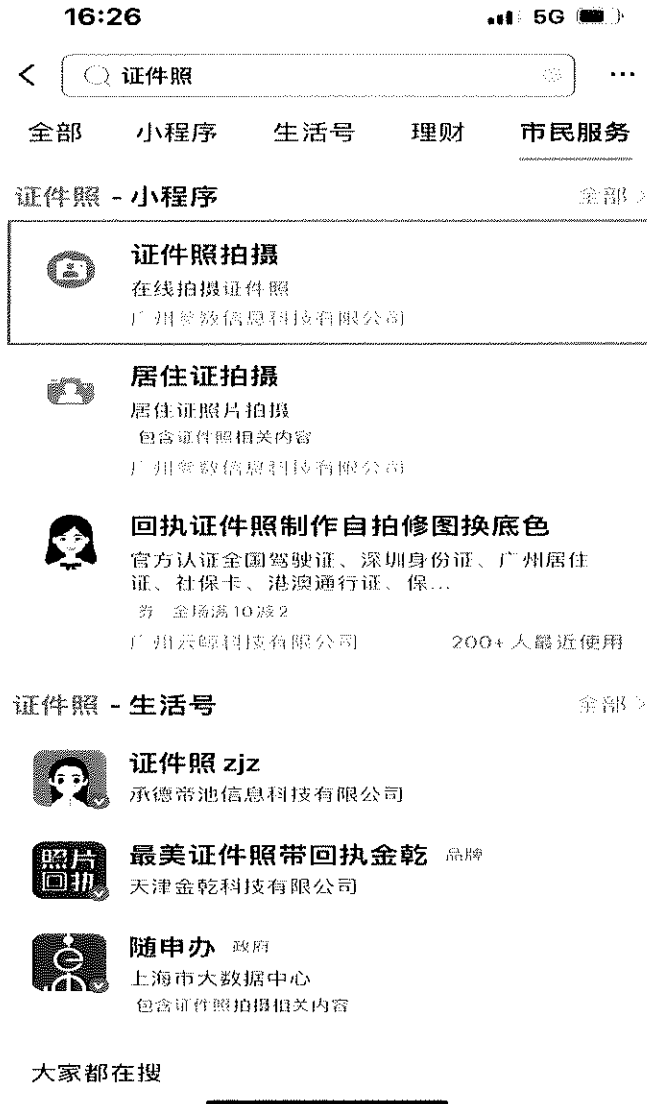 16:26
5G
证件照
全部 小程序 生活号 理财 市民服务
证件照 - 小程序 全部
证件照拍摄
在线拍摄证件照
居住证拍摄
居住证照片拍摄
包含证件照相关内容
回执证件照制作自拍修图换底色
官方认证全国驾驶证、深圳身份证、广州居住
证、社保卡、港澳通行证、保...
券 全场满10减2
200+ 人最近使用
证件照 - 生活号 全部
证件照 zjz
承德帝池信息科技有限公司
照片
回执
最美证件照带回执金乾 品牌
天津金乾科技有限公司
随申办 政府
上海市大数据中心
包含证件照拍摄相关内容
大家都在搜